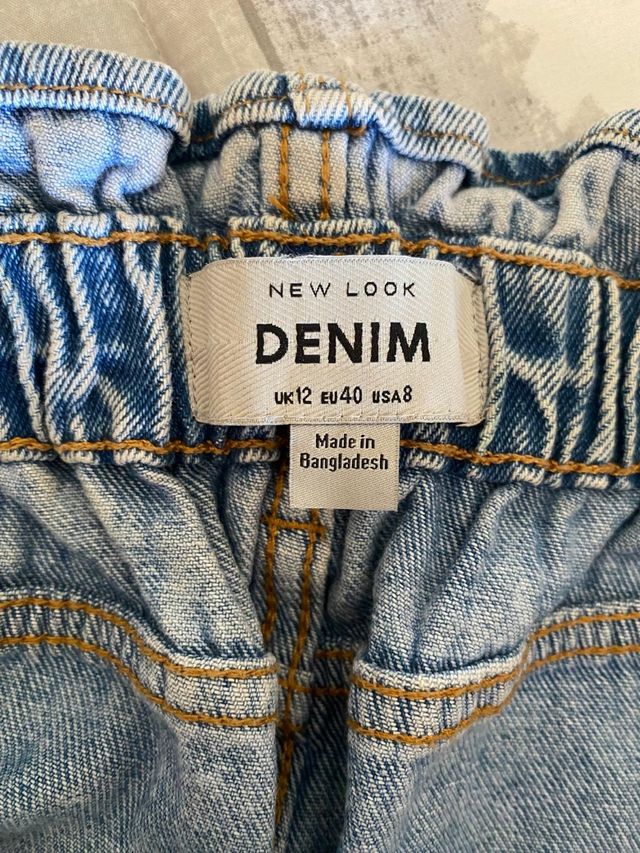 NEW LOOK
DENIM
UK12 EU40 USA8
Made in
Bangladesh